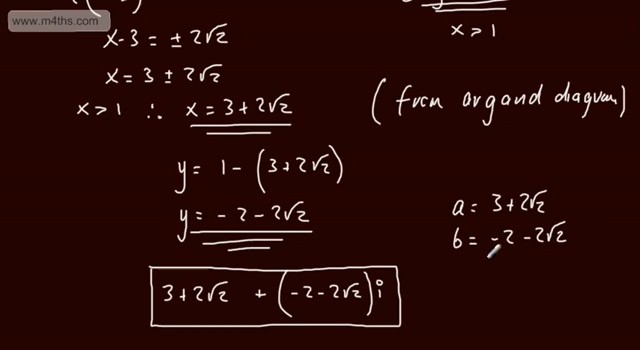 www.m4ths.com
x - 3 = ± 2√2
x > 1
x = 3 ± 2√2
x > 1 ∴ x = 3 + 2√2
(from argand diagram)
y = 1 - (3 + 2√2)
y = - 2 - 2√2
a = 3 + 2√2
b = -2 - 2√2
3 + 2√2 + (-2 - 2√2) i